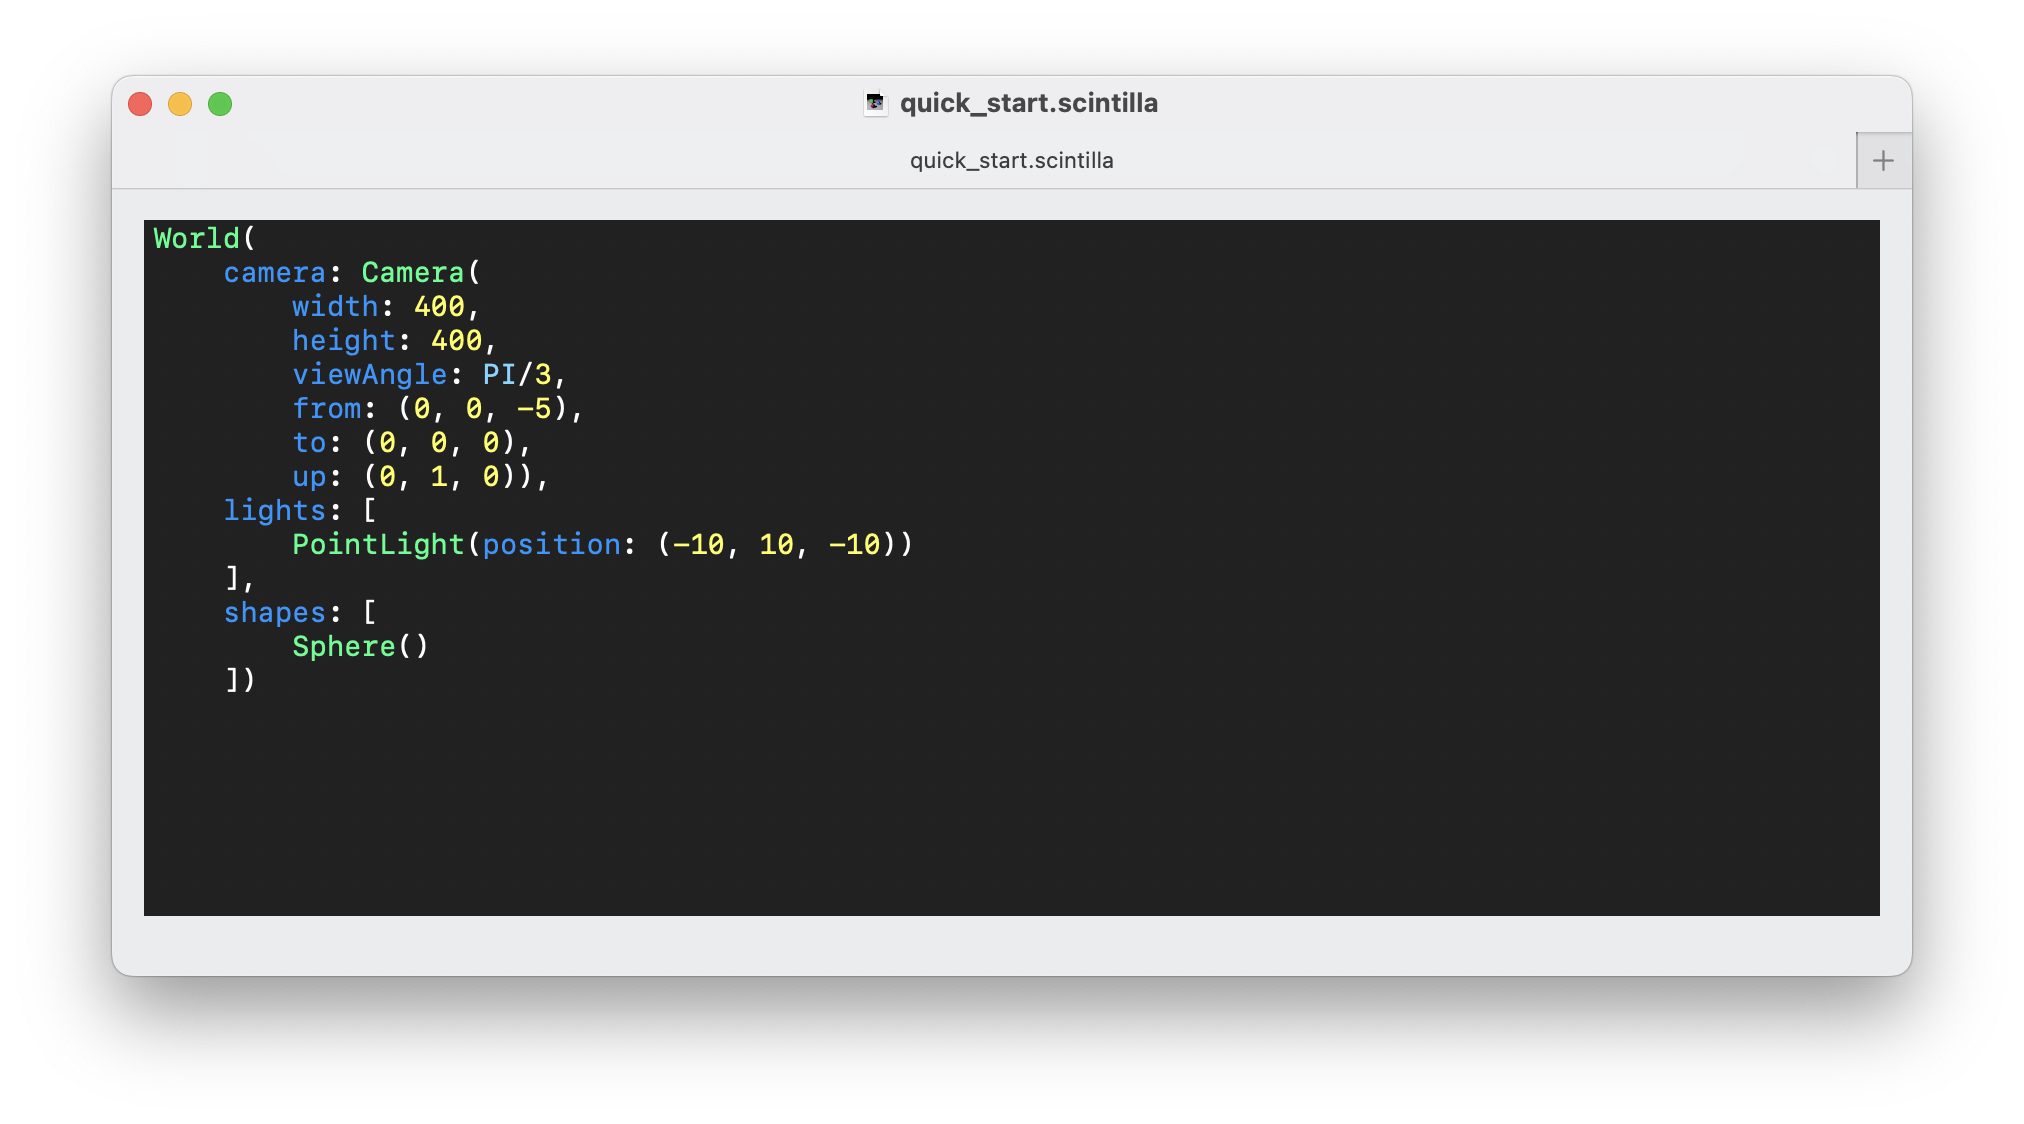 quick_start.scintilla
quick_start.scintilla
World(
    camera: Camera(
        width: 400,
        height: 400,
        viewAngle: PI/3,
        from: (0, 0, -5),
        to: (0, 0, 0),
        up: (0, 1, 0)),
    lights: [
        PointLight(position: (-10, 10, -10))
    ],
    shapes: [
        Sphere()
    ])